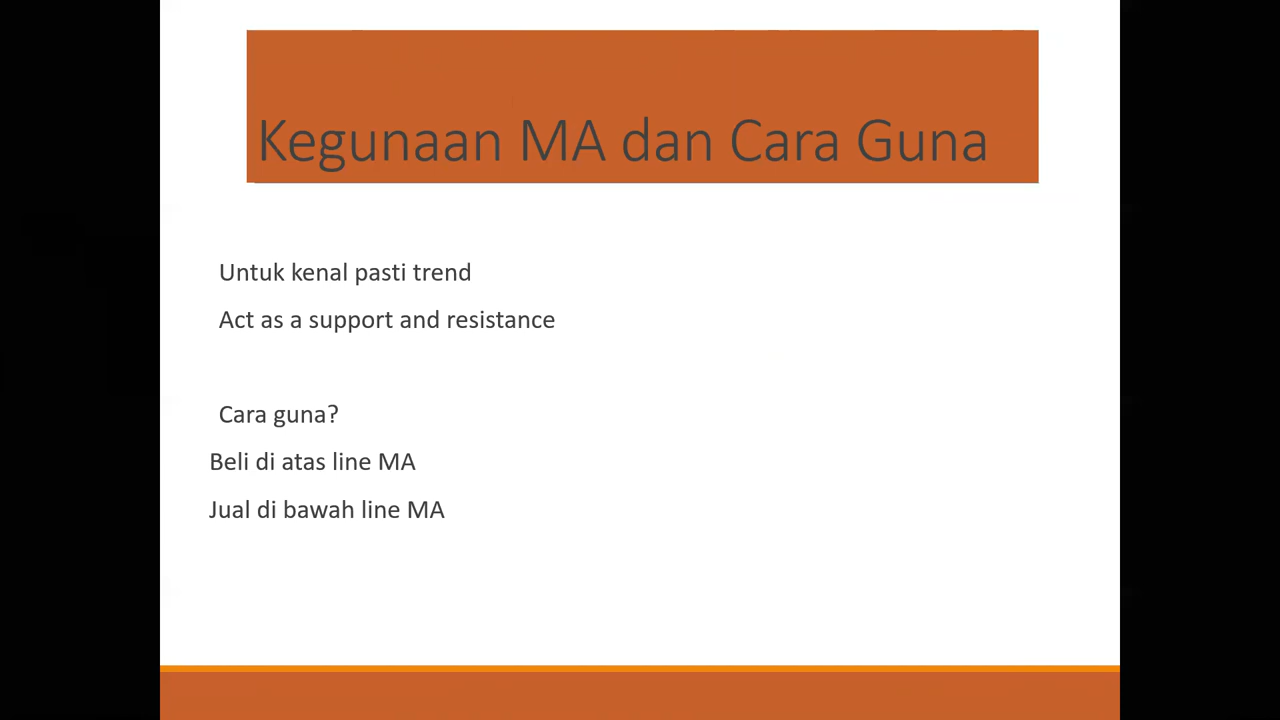 Kegunaan MA dan Cara Guna
Untuk kenal pasti trend
Act as a support and resistance
Cara guna?
Beli di atas line MA
Jual di bawah line MA